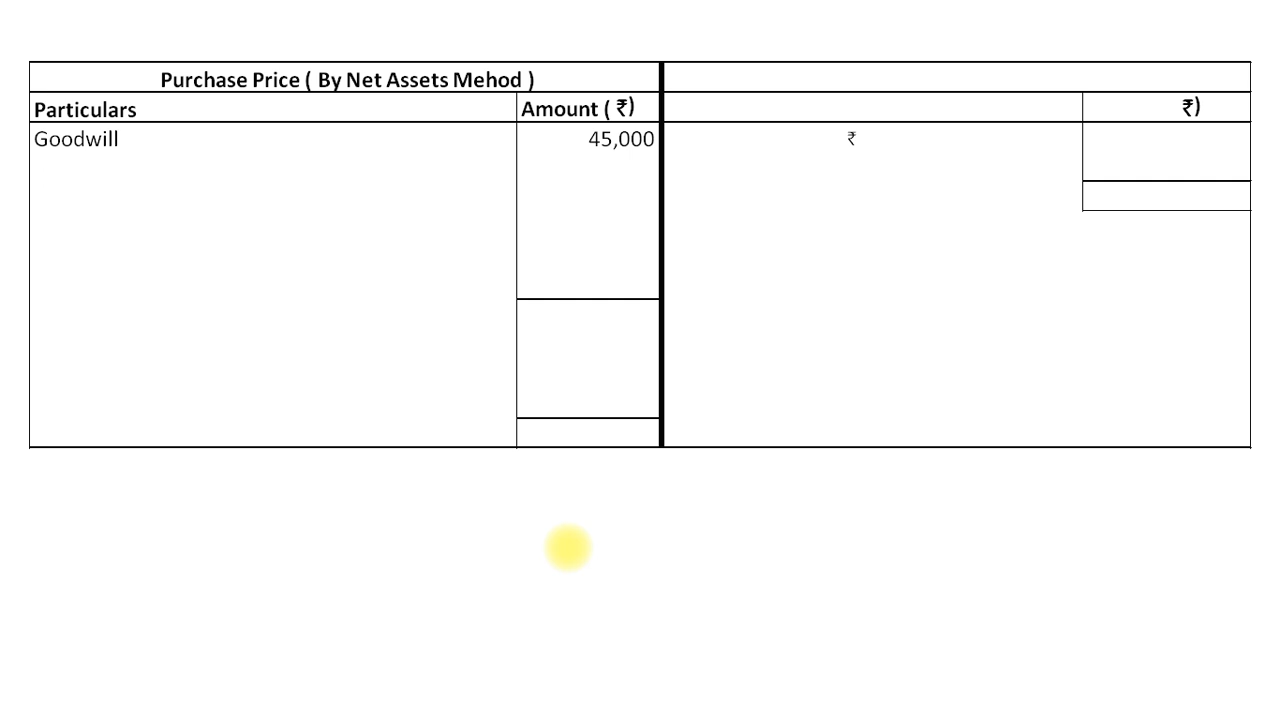 Purchase Price ( By Net Assets Mehod )
Particulars Amount ( ₹) ₹)
Goodwill 45,000 ₹